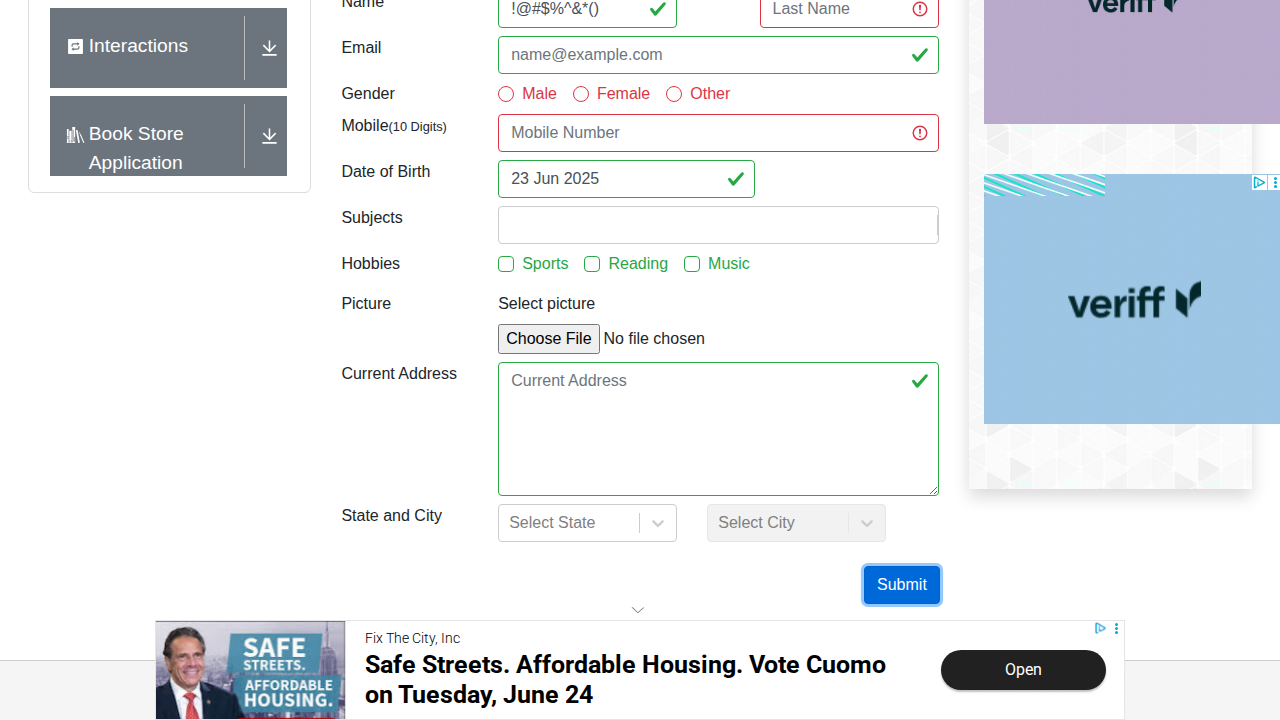 Name
!@#$%^&*()
Last Name
Interactions
Email
name@example.com
Gender
Male
Female
Other
Book Store
Application
Mobile(10 Digits)
Mobile Number
Date of Birth
23 Jun 2025
Subjects
Hobbies
Sports
Reading
Music
Picture
Select picture
Choose File No file chosen
Current Address
Current Address
State and City
Select State
Select City
Submit
veriff
veriff
SAFE
STREETS.
AFFORDABLE
HOUSING.
Fix The City, Inc
Safe Streets. Affordable Housing. Vote Cuomo
on Tuesday, June 24
Open